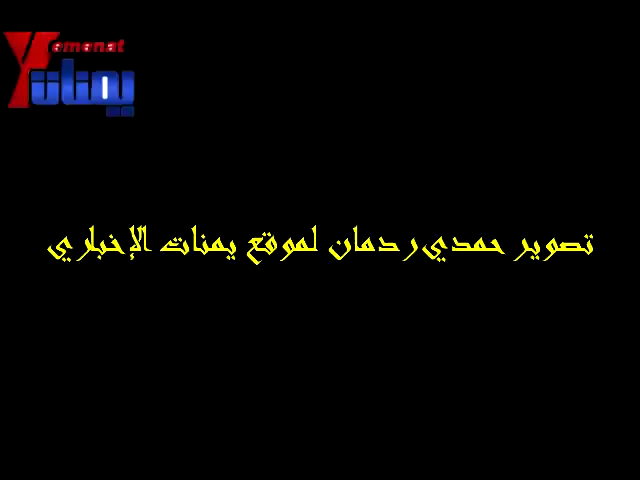 Yemenat
يمنات
تصوير حمدي ردمان لموقع يمنات الإخباري